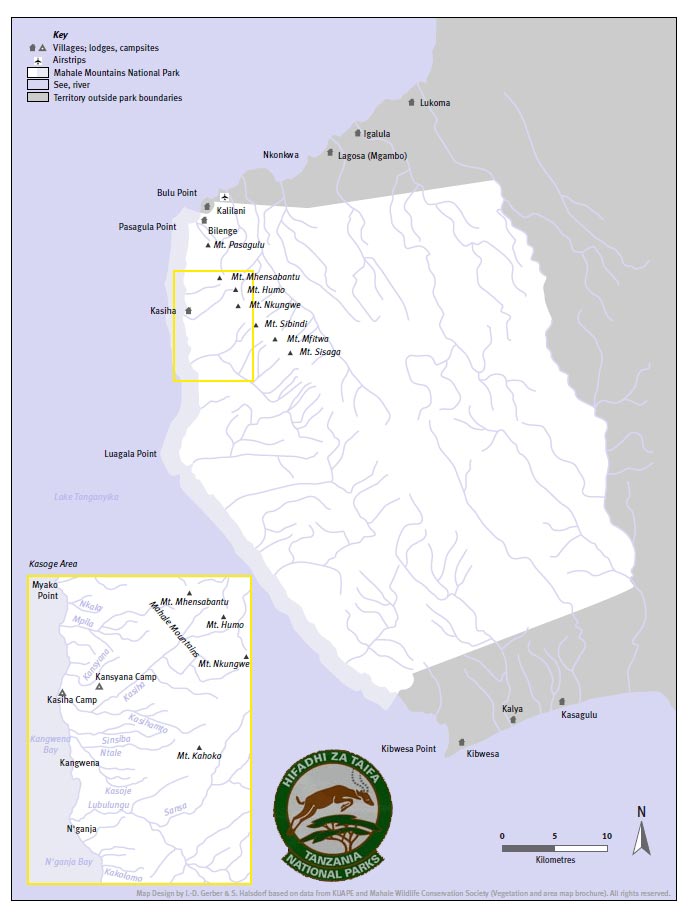 Key
Villages; lodges, campsites
Airstrips
Mahale Mountains National Park
See, river
Territory outside park boundaries
Lukoma
Igalula
Nkonkwa
Lagosa (Mgambo)
Bulu Point
Kalilani
Pasagula Point
Bilenge
Mt. Pasagulu
Mt. Mhensabantu
Mt. Humo
Mt. Nkungwe
Kasiha
Mt. Sibindi
Mt. Mfitwa
Mt. Sisaga
Luagala Point
Lake Tanganyika
Kasoge Area
Myako
Point
Nkala
Mpila
Mt. Mhensabantu
Mahale Mountains
Mt. Humo
Kansyana
Mt. Nkungwe
Kansyana Camp
Kasiha
Kasiha Camp
Kasihamga
Kangwena
Bay
Sinsiba
Ntale
Mt. Kahoka
Kangwena
Kasoje
Lubulungu
Sansa
N'ganja
N'ganja Bay
Kakolomo
Kalya
Kasagulu
Kibwesa Point
Kibwesa
HIFADHI ZA TAIFA
TANZANIA
NATIONAL PARKS
N
0 5 10
Kilometres
Map Design by I.-D. Gerber & S. Halsdorf based on data from KUAPE and Mahale Wildlife Conservation Society (Vegetation and area map brochure). All rights reserved.